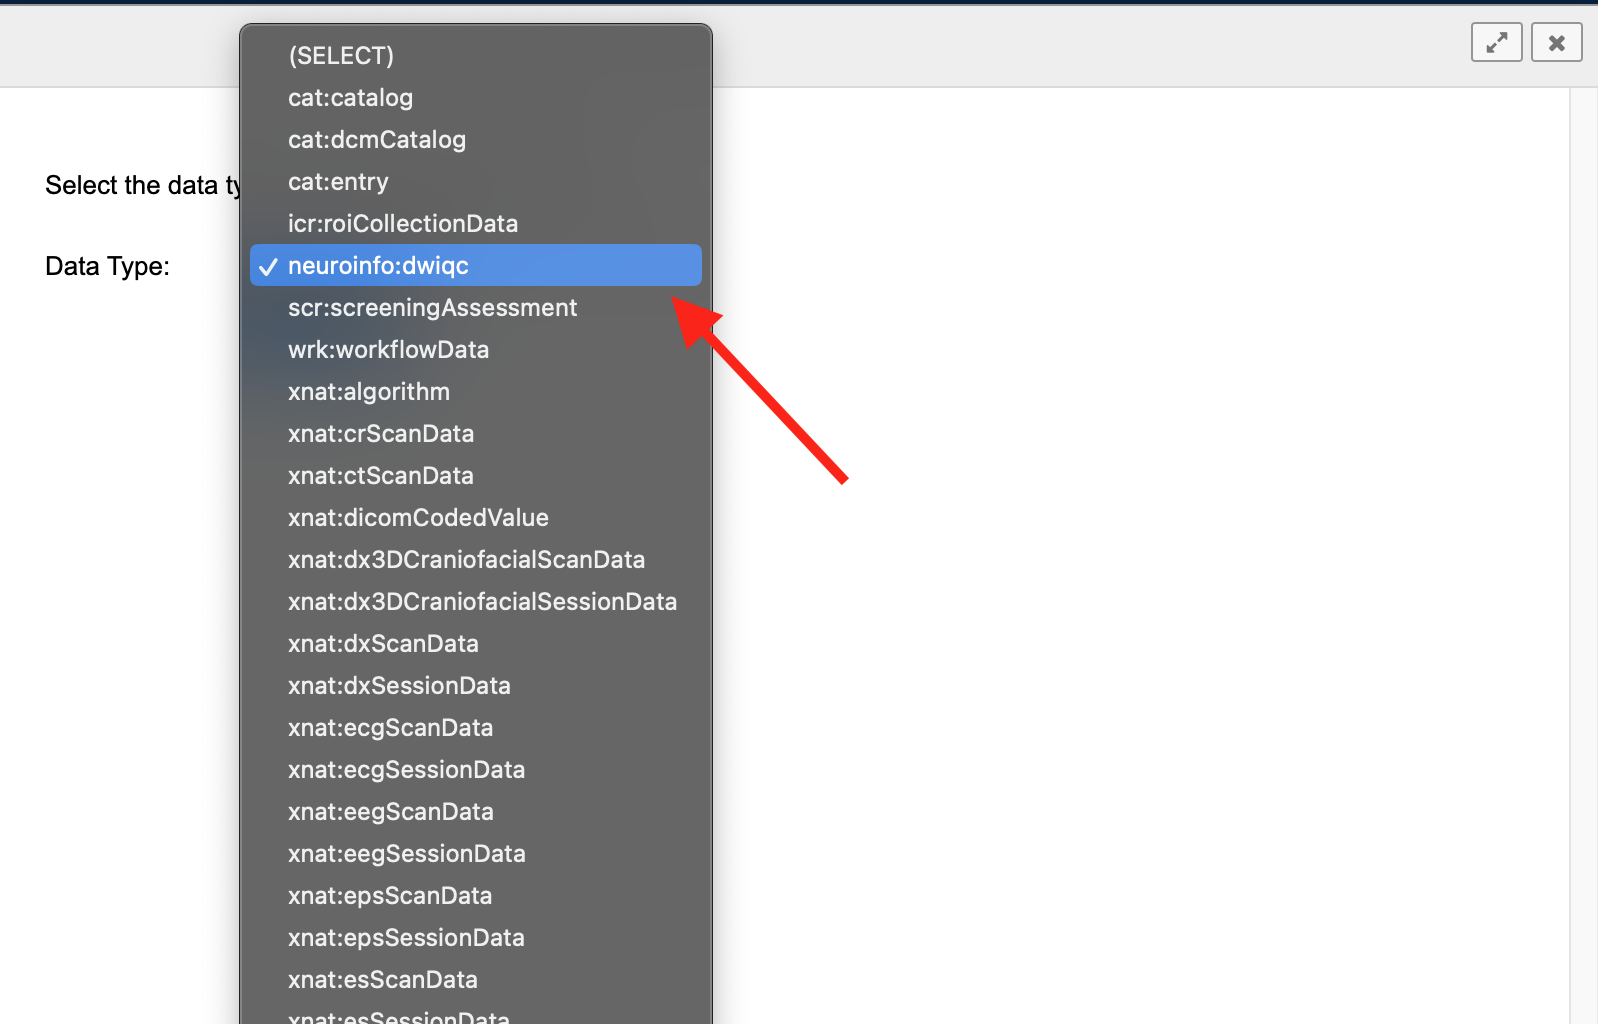 (SELECT)
cat:catalog
cat:dcmCatalog
Select the data ty
cat:entry
icr:roiCollectionData
Data Type:
✓ neuroinfo:dwiqc
scr:screeningAssessment
wrk:workflowData
xnat:algorithm
xnat:crScanData
xnat:ctScanData
xnat:dicomCodedValue
xnat:dx3DCraniofacialScanData
xnat:dx3DCraniofacialSessionData
xnat:dxScanData
xnat:dxSessionData
xnat:ecgScanData
xnat:ecgSessionData
xnat:eegScanData
xnat:eegSessionData
xnat:epsScanData
xnat:epsSessionData
xnat:esScanData
xnat:esSessionData